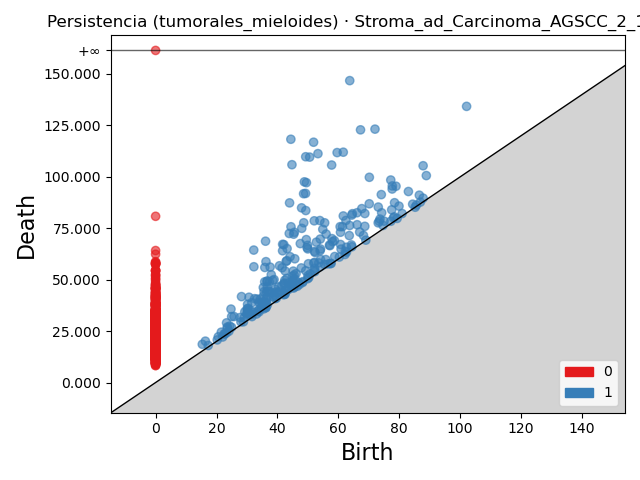 Persistencia (tumorales_mieloides) · Stroma_ad_Carcinoma_AGSCC_2_1
+∞
150.000
125.000
100.000
75.000
50.000
25.000
0.000
Death
0 20 40 60 80 100 120 140
Birth
0
1